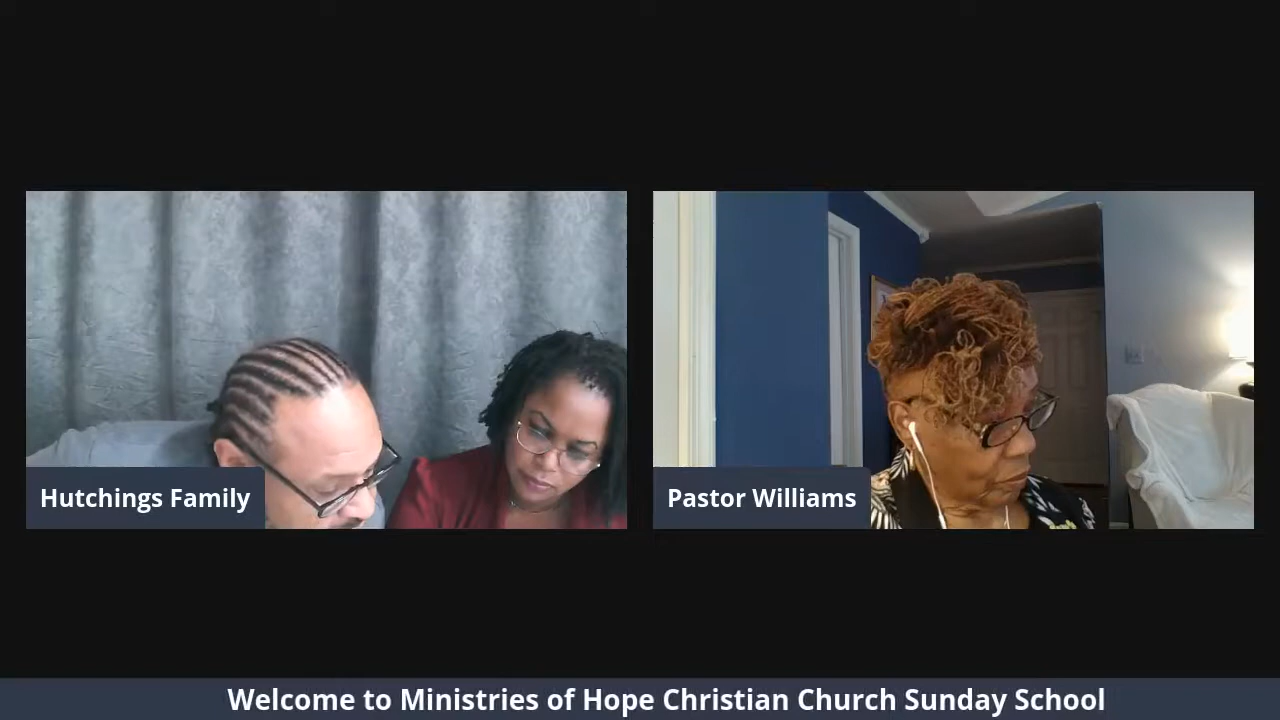 Hutchings Family
Pastor Williams
Welcome to Ministries of Hope Christian Church Sunday School